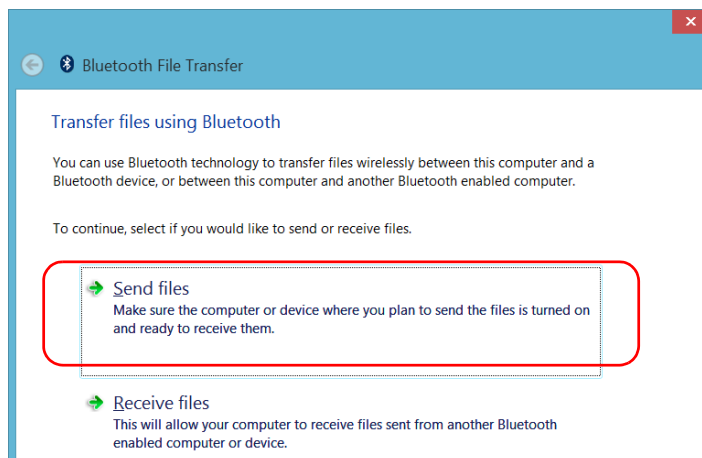 Bluetooth File Transfer
Transfer files using Bluetooth
You can use Bluetooth technology to transfer files wirelessly between this computer and a
Bluetooth device, or between this computer and another Bluetooth enabled computer.
To continue, select if you would like to send or receive files.
Send files
Make sure the computer or device where you plan to send the files is turned on
and ready to receive them.
Receive files
This will allow your computer to receive files sent from another Bluetooth
enabled computer or device.